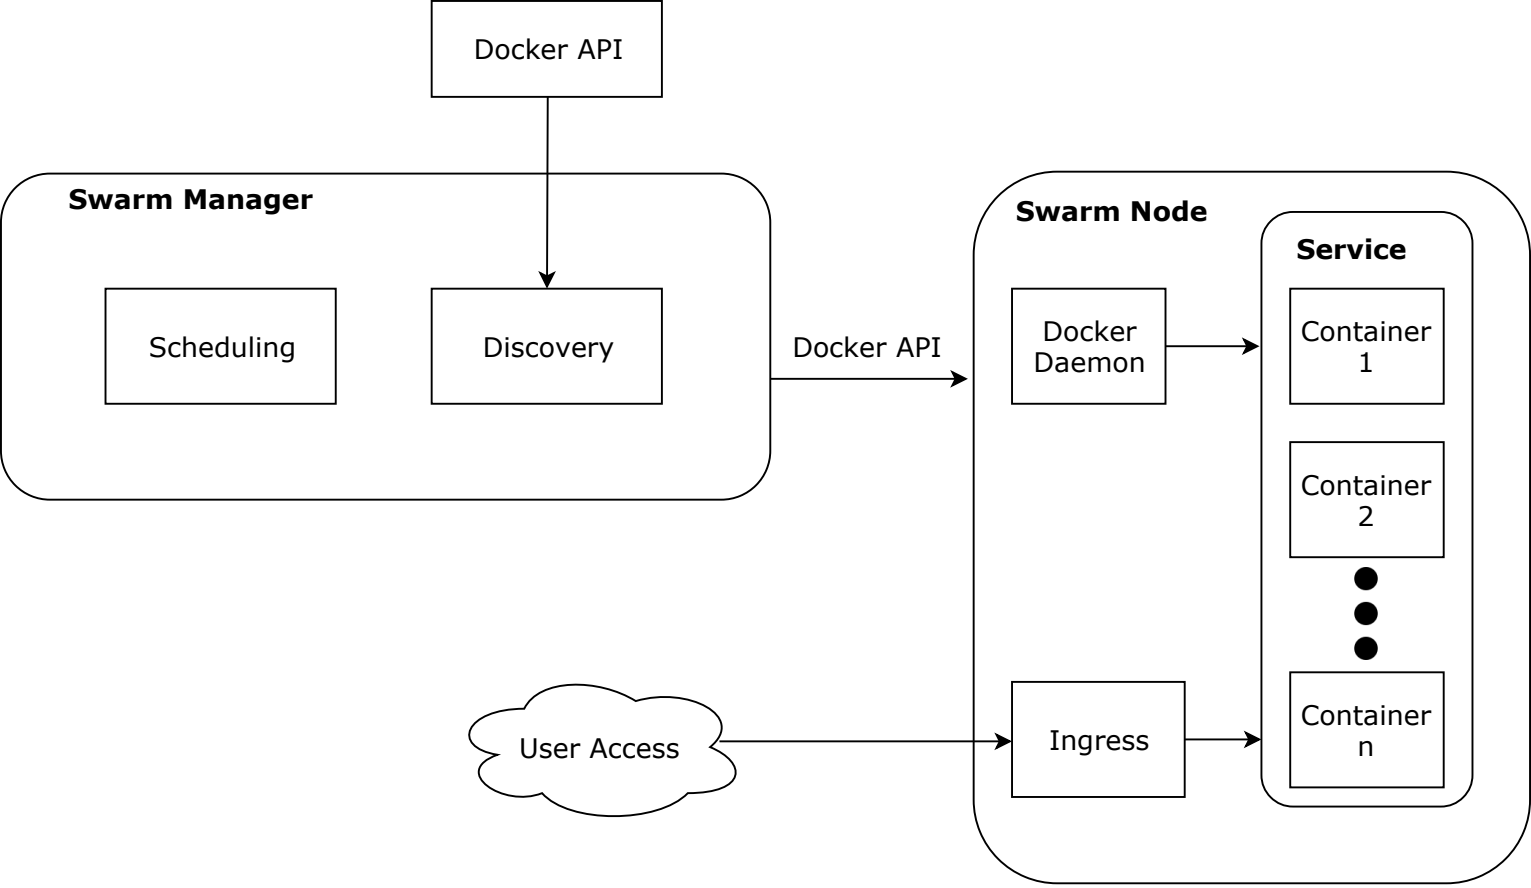 Docker API
Swarm Manager
Scheduling
Discovery
Docker API
Swarm Node
Service
Docker
Daemon
Container
1
Container
2
User Access
Ingress
Container
n